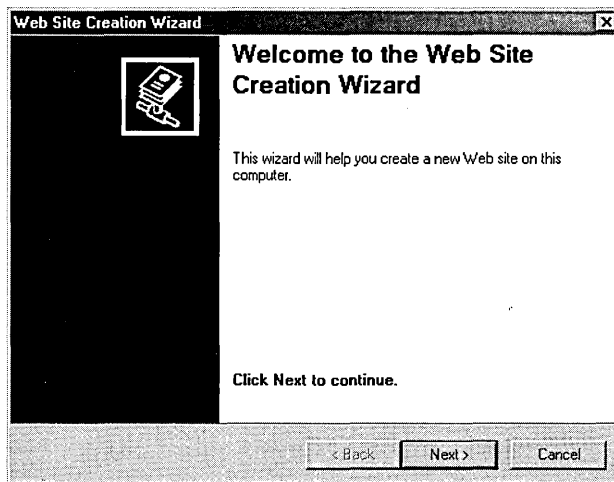 Web Site Creation Wizard
Welcome to the Web Site
Creation Wizard
This wizard will help you create a new Web site on this
computer.
Click Next to continue.
< Back
Next >
Cancel